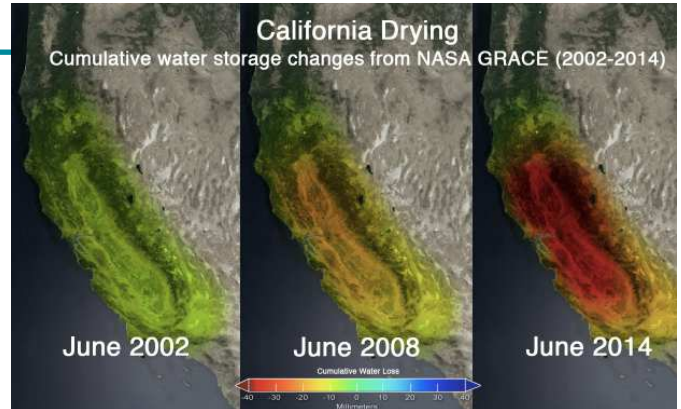 California Drying
Cumulative water storage changes from NASA GRACE (2002-2014)
June 2002
June 2008
June 2014
Cumulative Water Loss
-40 -30 -20 -10 0 10 20 30 40
Millimeters